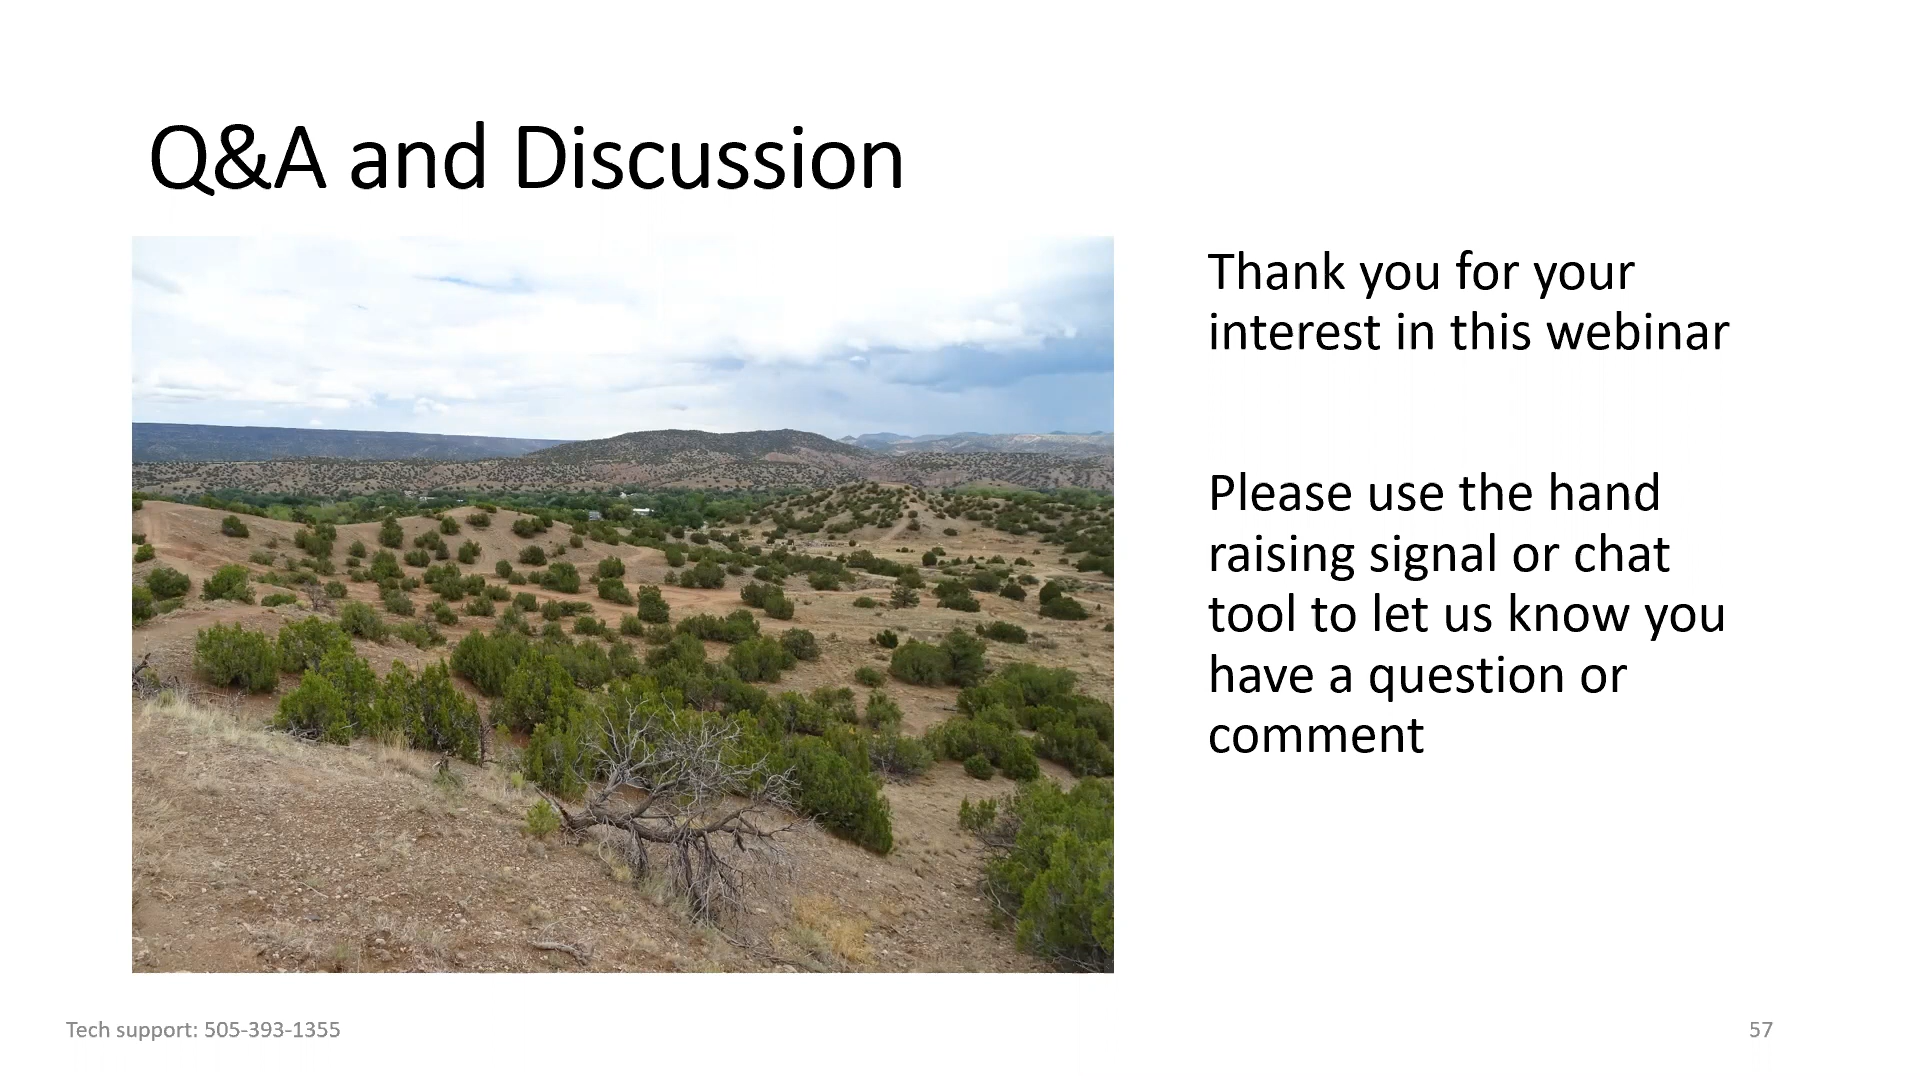 Q&A and Discussion
Thank you for your
interest in this webinar
Please use the hand
raising signal or chat
tool to let us know you
have a question or
comment
Tech support: 505-393-1355
57